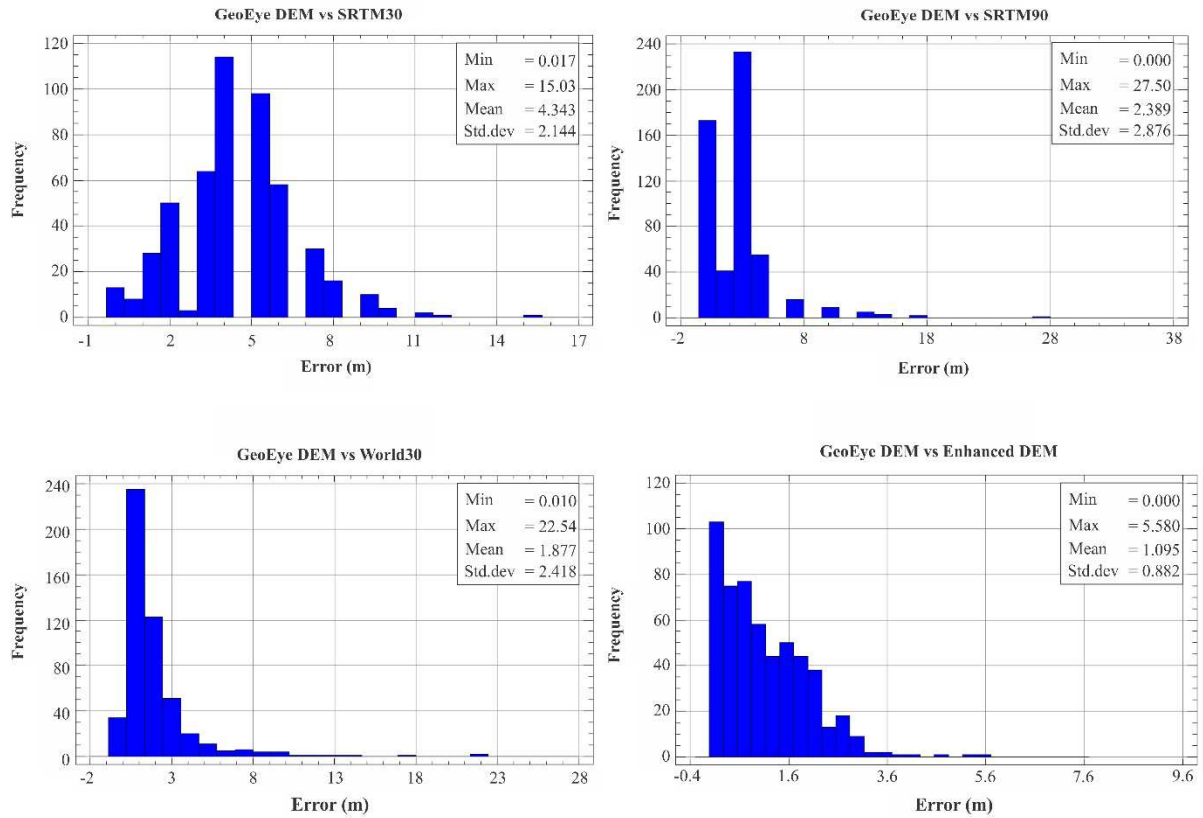 GeoEye DEM vs SRTM30
Frequency
120
100
80
60
40
20
0
Min = 0.017
Max = 15.03
Mean = 4.343
Std.dev = 2.144
-1 2 5 8 11 14 17
Error (m)
GeoEye DEM vs SRTM90
Frequency
240
200
160
120
80
40
0
Min = 0.000
Max = 27.50
Mean = 2.389
Std.dev = 2.876
-2 8 18 28 38
Error (m)
GeoEye DEM vs World30
Frequency
240
200
160
120
80
40
0
Min = 0.010
Max = 22.54
Mean = 1.877
Std.dev = 2.418
-2 3 8 13 18 23 28
Error (m)
GeoEye DEM vs Enhanced DEM
Frequency
120
100
80
60
40
20
0
Min = 0.000
Max = 5.580
Mean = 1.095
Std.dev = 0.882
-0.4 1.6 3.6 5.6 7.6 9.6
Error (m)